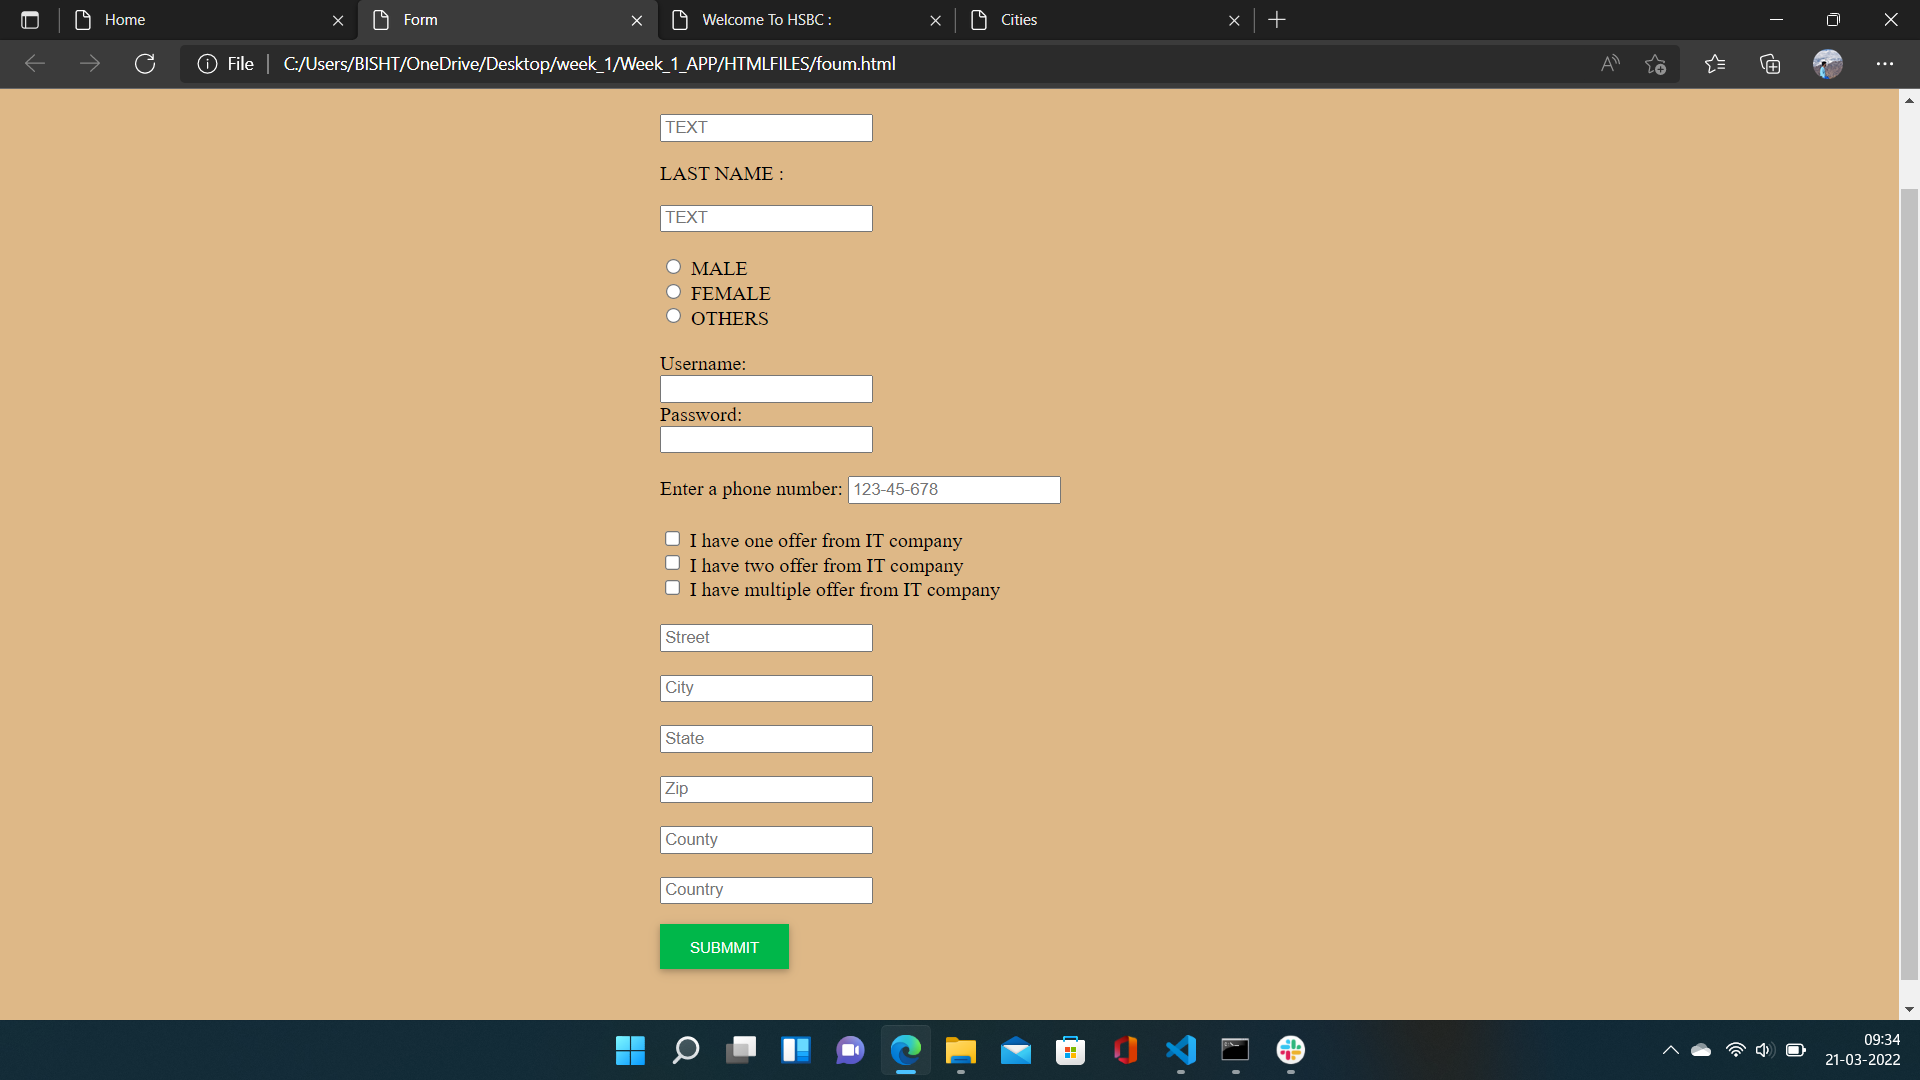 Home
Form
Welcome To HSBC :
Cities
File
C:/Users/BISHT/OneDrive/Desktop/week_1/Week_1_APP/HTMLFILES/foum.html
TEXT
LAST NAME :
TEXT
MALE
FEMALE
OTHERS
Username:
Password:
Enter a phone number: 123-45-678
I have one offer from IT company
I have two offer from IT company
I have multiple offer from IT company
Street
City
State
Zip
County
Country
SUBMMIT
09:34
21-03-2022